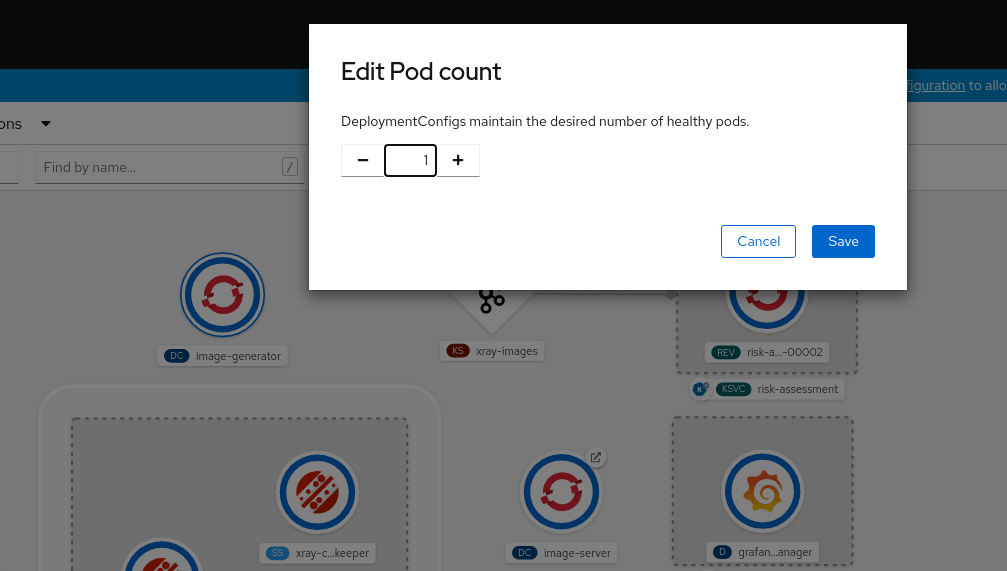 Edit Pod count
DeploymentConfigs maintain the desired number of healthy pods.
− 1 +
Cancel Save
figuration to allo
ons
Find by name... /
DC image-generator
KS xray-images
REV risk-a...-00002
KSVC risk-assessment
SS xray-c...keeper
DC image-server
D grafan...anager